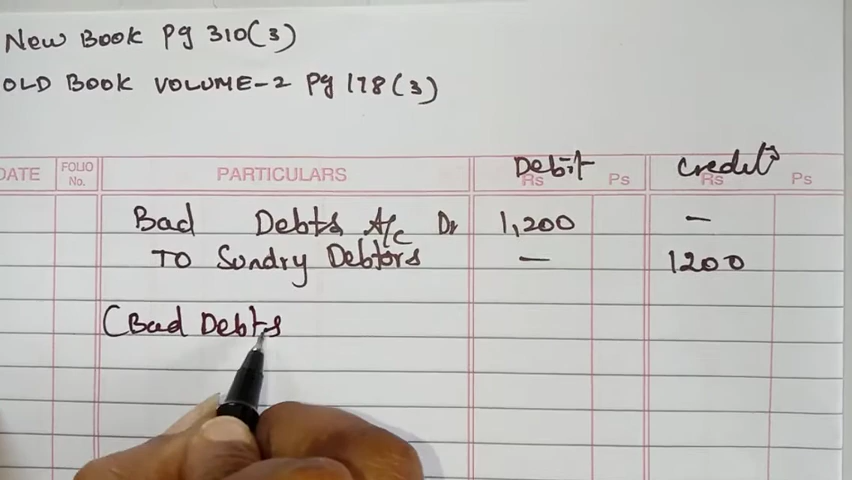 New Book Pg 310(3)
OLD BOOK VOLUME-2 Pg 178(3)
DATE FOLIO No. PARTICULARS Debit Rs Ps Credit Rs Ps
Bad Debts A/c Dr 1,200 —
To Sundry Debtors — 1200
(Bad Debts